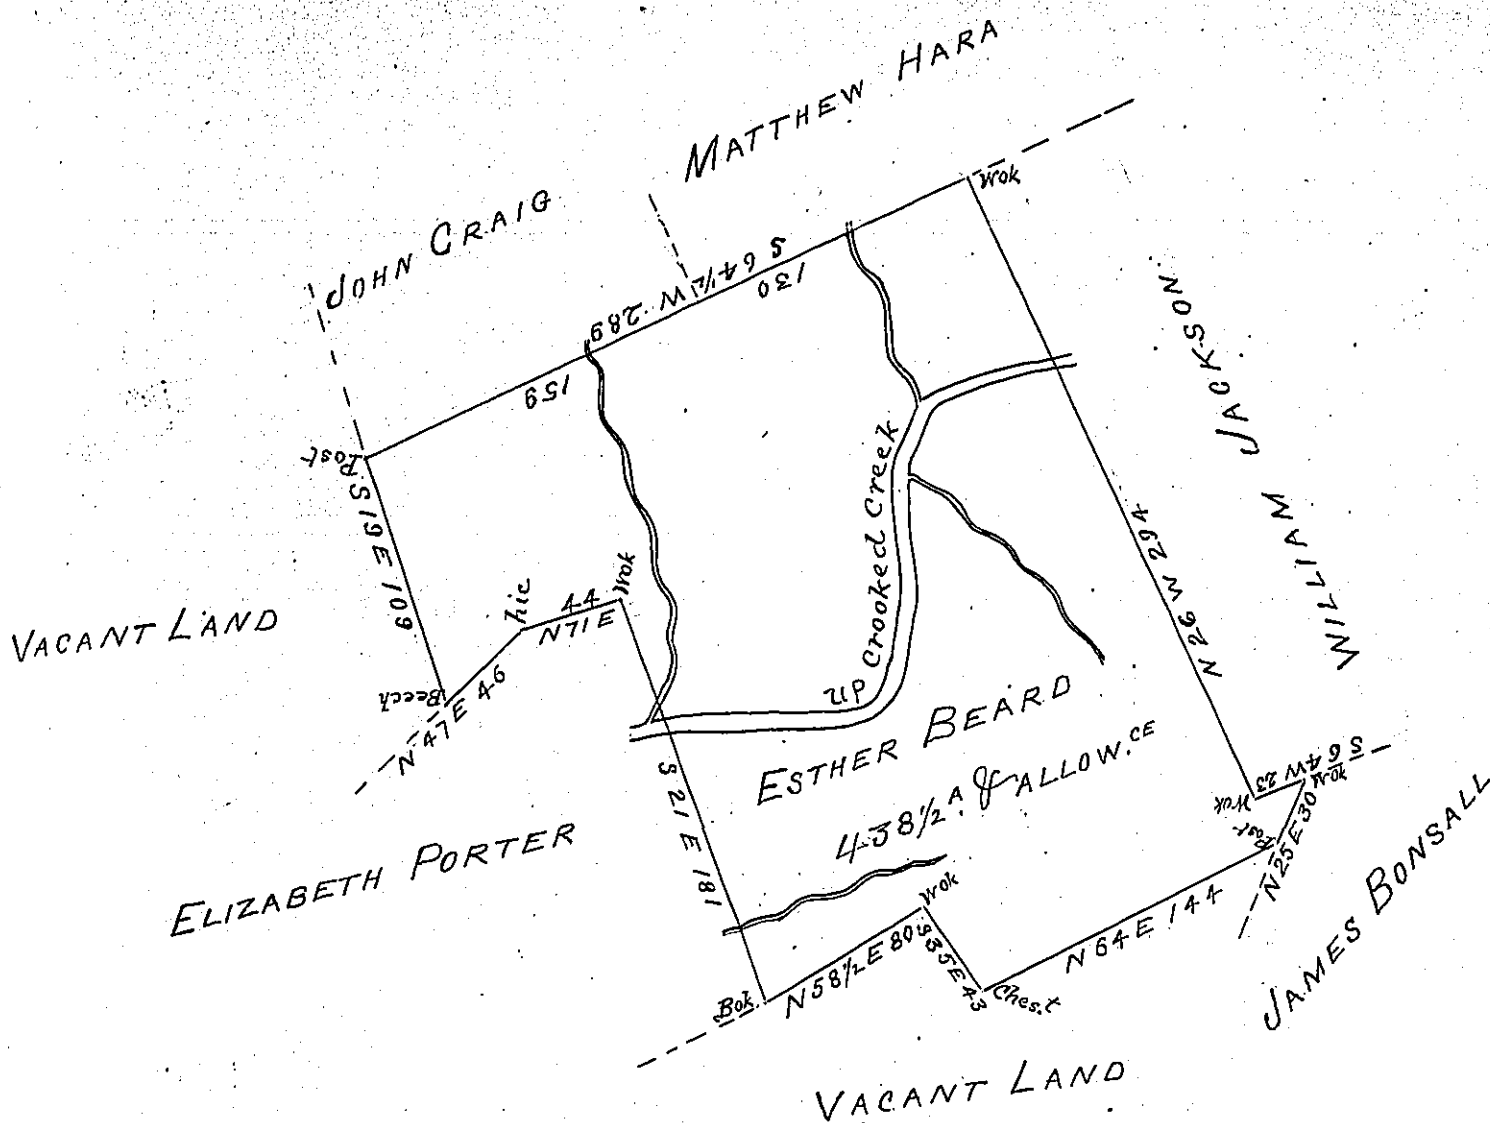 MATTHEW HARA
JOHN CRAIG
Wok
S 64½ W 289
130
159
Post
S 19 E 109
WILLIAM JACKSON
Crooked Creek
up
N 26 W 294
VACANT LAND
hic
44
N 71 E
Wok
Beech
N 47 E 46
S 21 E 181
ESTHER BEARD
438½ A. & ALLOW.CE
ELIZABETH PORTER
S 64 W 23
Wok
Wok
Post
N 25 E 30
JAMES BONSALL
Wok
Bok.
N 58½ E 80
S 35 E 43
Ches.t
N 64 E 144
VACANT LAND